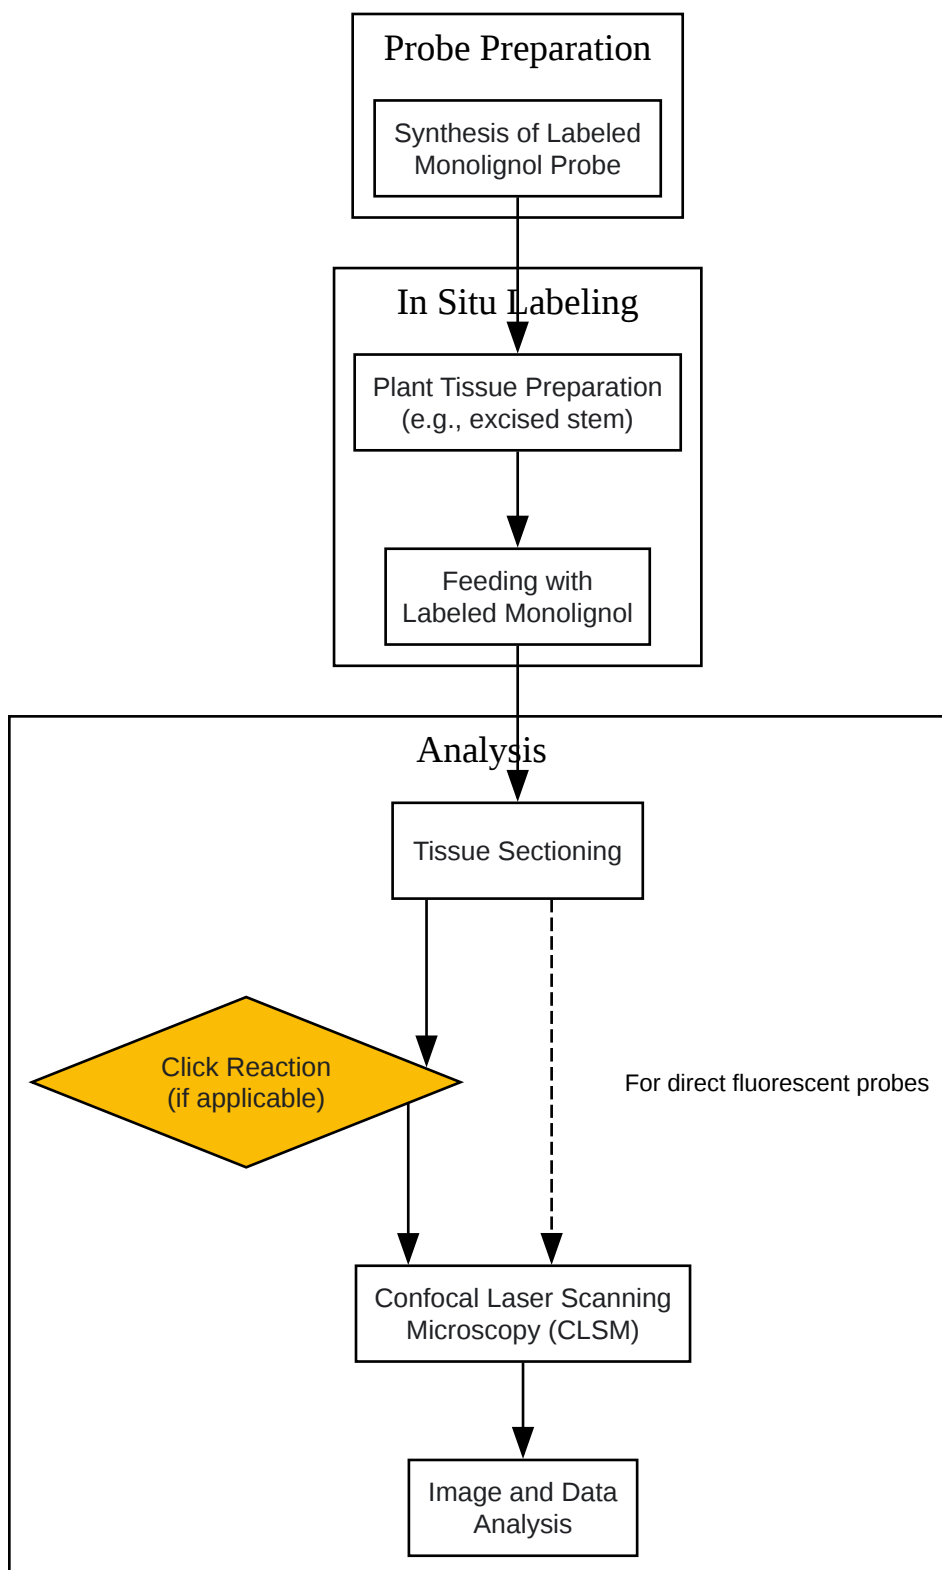 Probe Preparation
Synthesis of Labeled
Monolignol Probe
In Situ Labeling
Plant Tissue Preparation
(e.g., excised stem)
Feeding with
Labeled Monolignol
Analysis
Tissue Sectioning
Click Reaction
(if applicable)
For direct fluorescent probes
Confocal Laser Scanning
Microscopy (CLSM)
Image and Data
Analysis